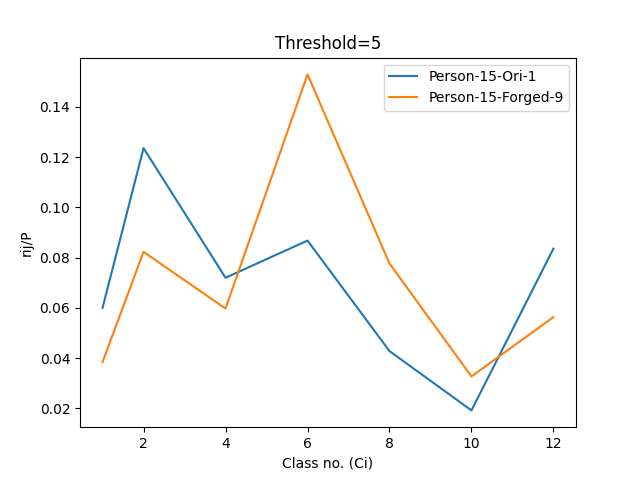 Threshold=5
Person-15-Ori-1
Person-15-Forged-9
rij/P
0.14
0.12
0.10
0.08
0.06
0.04
0.02
2 4 6 8 10 12
Class no. (Ci)